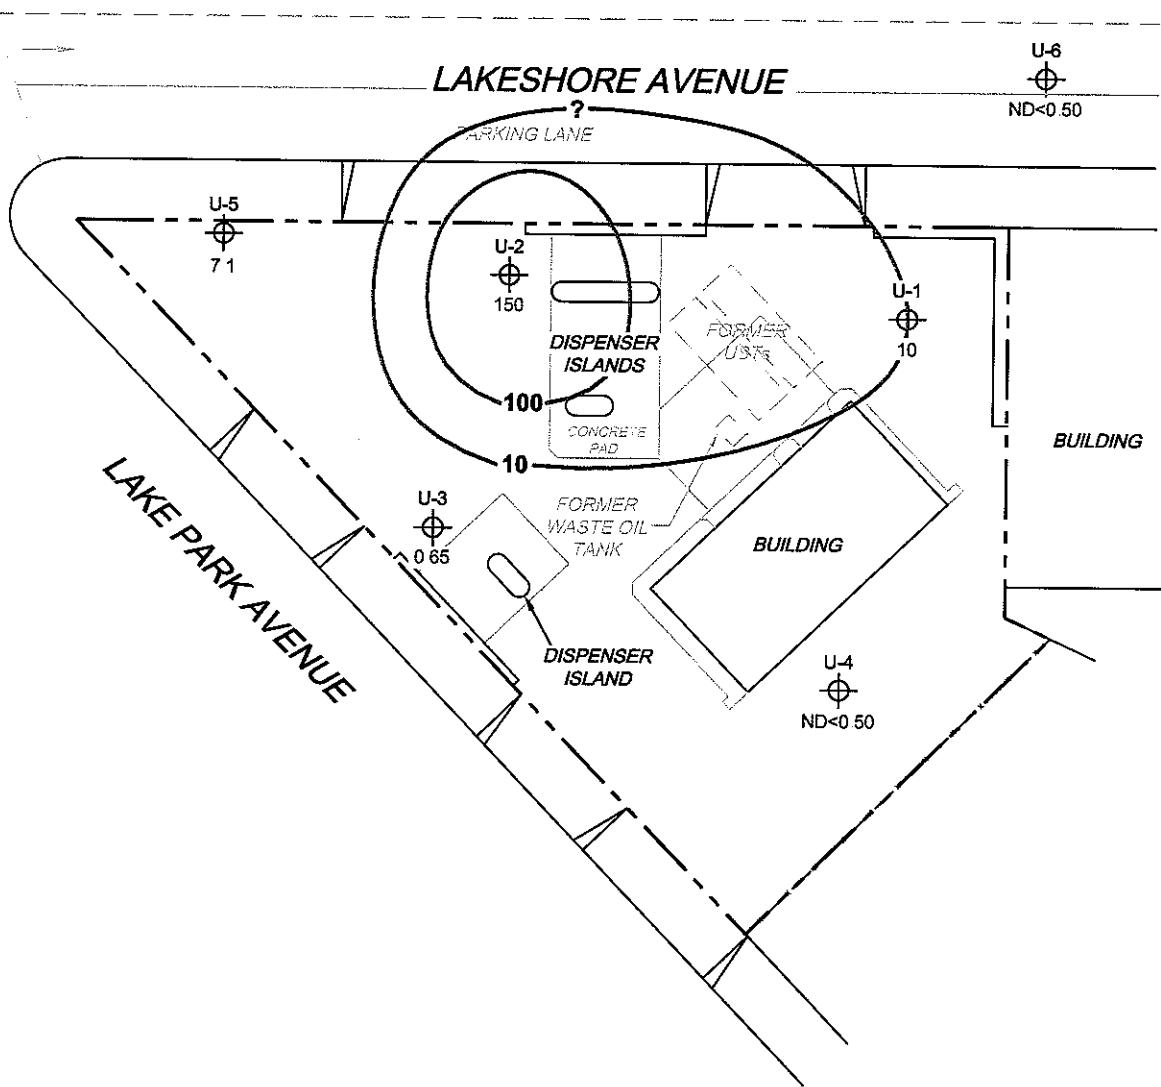 U-6
LAKESHORE AVENUE
ND<0.50
?
PARKING LANE
U-5
7 1
U-2
150
U-1
10
FORMER
USTs
DISPENSER
ISLANDS
100
CONCRETE
PAD
10
BUILDING
LAKE PARK AVENUE
U-3
0 65
FORMER
WASTE OIL
TANK
BUILDING
DISPENSER
ISLAND
U-4
ND<0 50